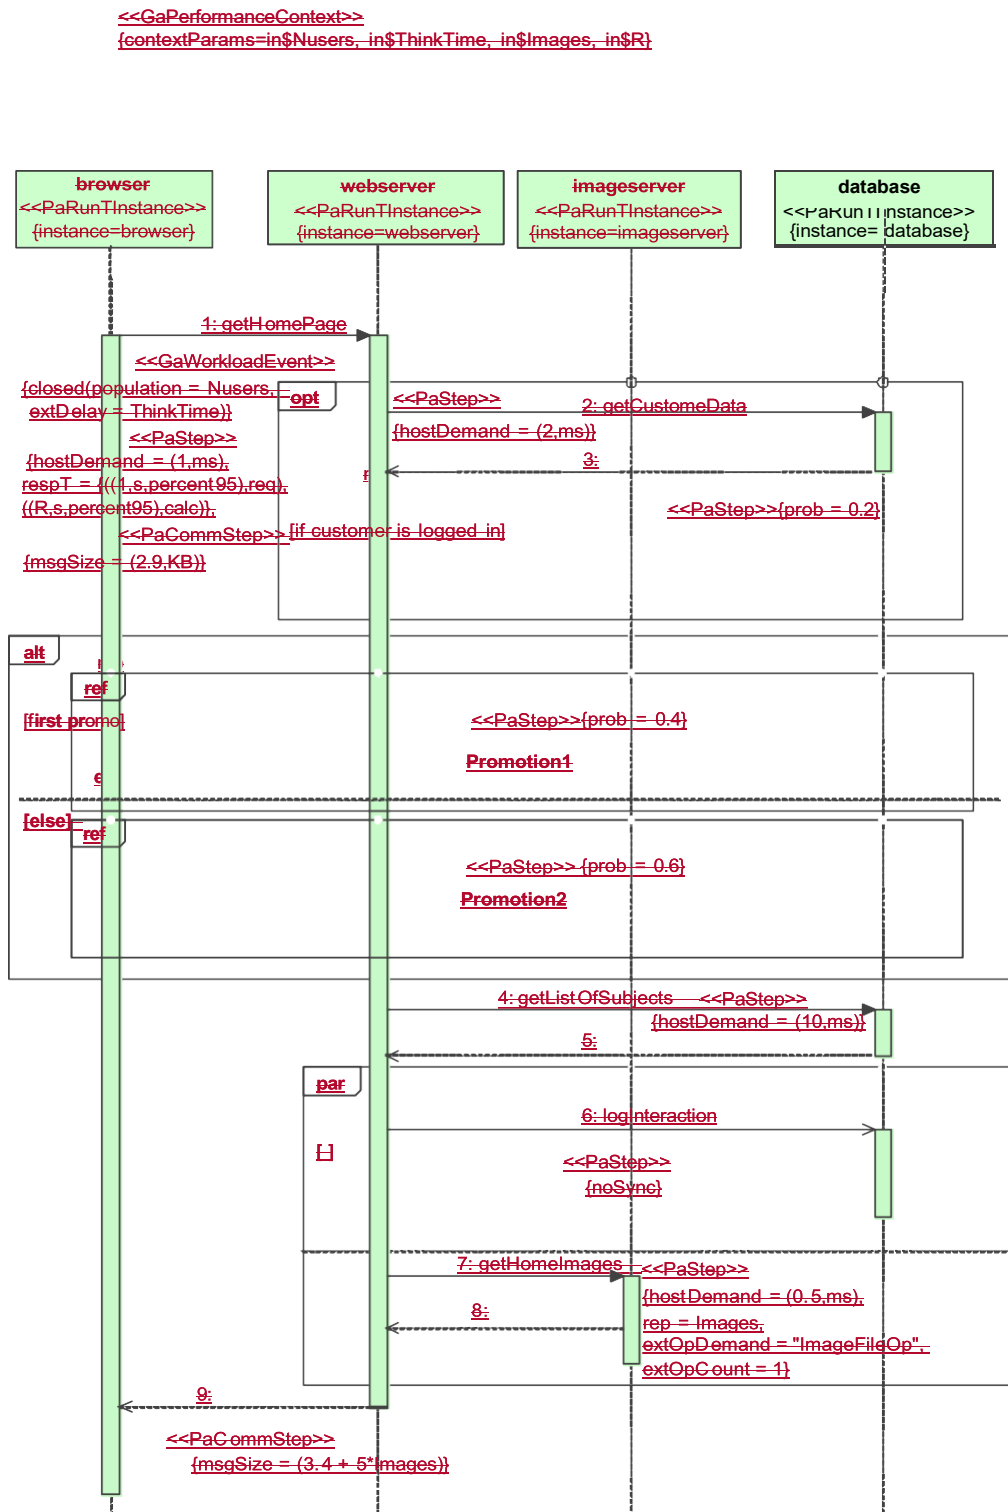 <<GaPerformanceContext>>
{contextParams=in$Nusers, in$ThinkTime, in$Images, in$R}
browser
<<PaRunTInstance>>
{instance=browser}
webserver
<<PaRunTInstance>>
{instance=webserver}
imageserver
<<PaRunTInstance>>
{instance=imageserver}
database
<<PaRunTInstance>>
{instance= database}
1: getHomePage
<<GaWorkloadEvent>>
{closed(population = Nusers,
extDelay = ThinkTime)}
<<PaStep>>
{hostDemand = (1,ms),
respT = {((1,s,percent95),req),
((R,s,percent95),calc)},
<<PaCommStep>>
{msgSize = (2.9,KB)}
opt
<<PaStep>>
2: getCustomeData
{hostDemand = (2,ms)}
3:
<<PaStep>>{prob = 0.2}
[if customer is logged in]
alt
ref
[first promo]
<<PaStep>>{prob = 0.4}
Promotion1
[else]
ref
<<PaStep>> {prob = 0.6}
Promotion2
4: getListOfSubjects
<<PaStep>>
{hostDemand = (10,ms)}
5:
par
6: logInteraction
[ ]
<<PaStep>>
{noSync}
7: getHomeImages
<<PaStep>>
{hostDemand = (0.5,ms),
8:
rep = Images,
extOpDemand = "ImageFileOp",
extOpCount = 1}
9:
<<PaCommStep>>
{msgSize = (3.4 + 5*Images)}